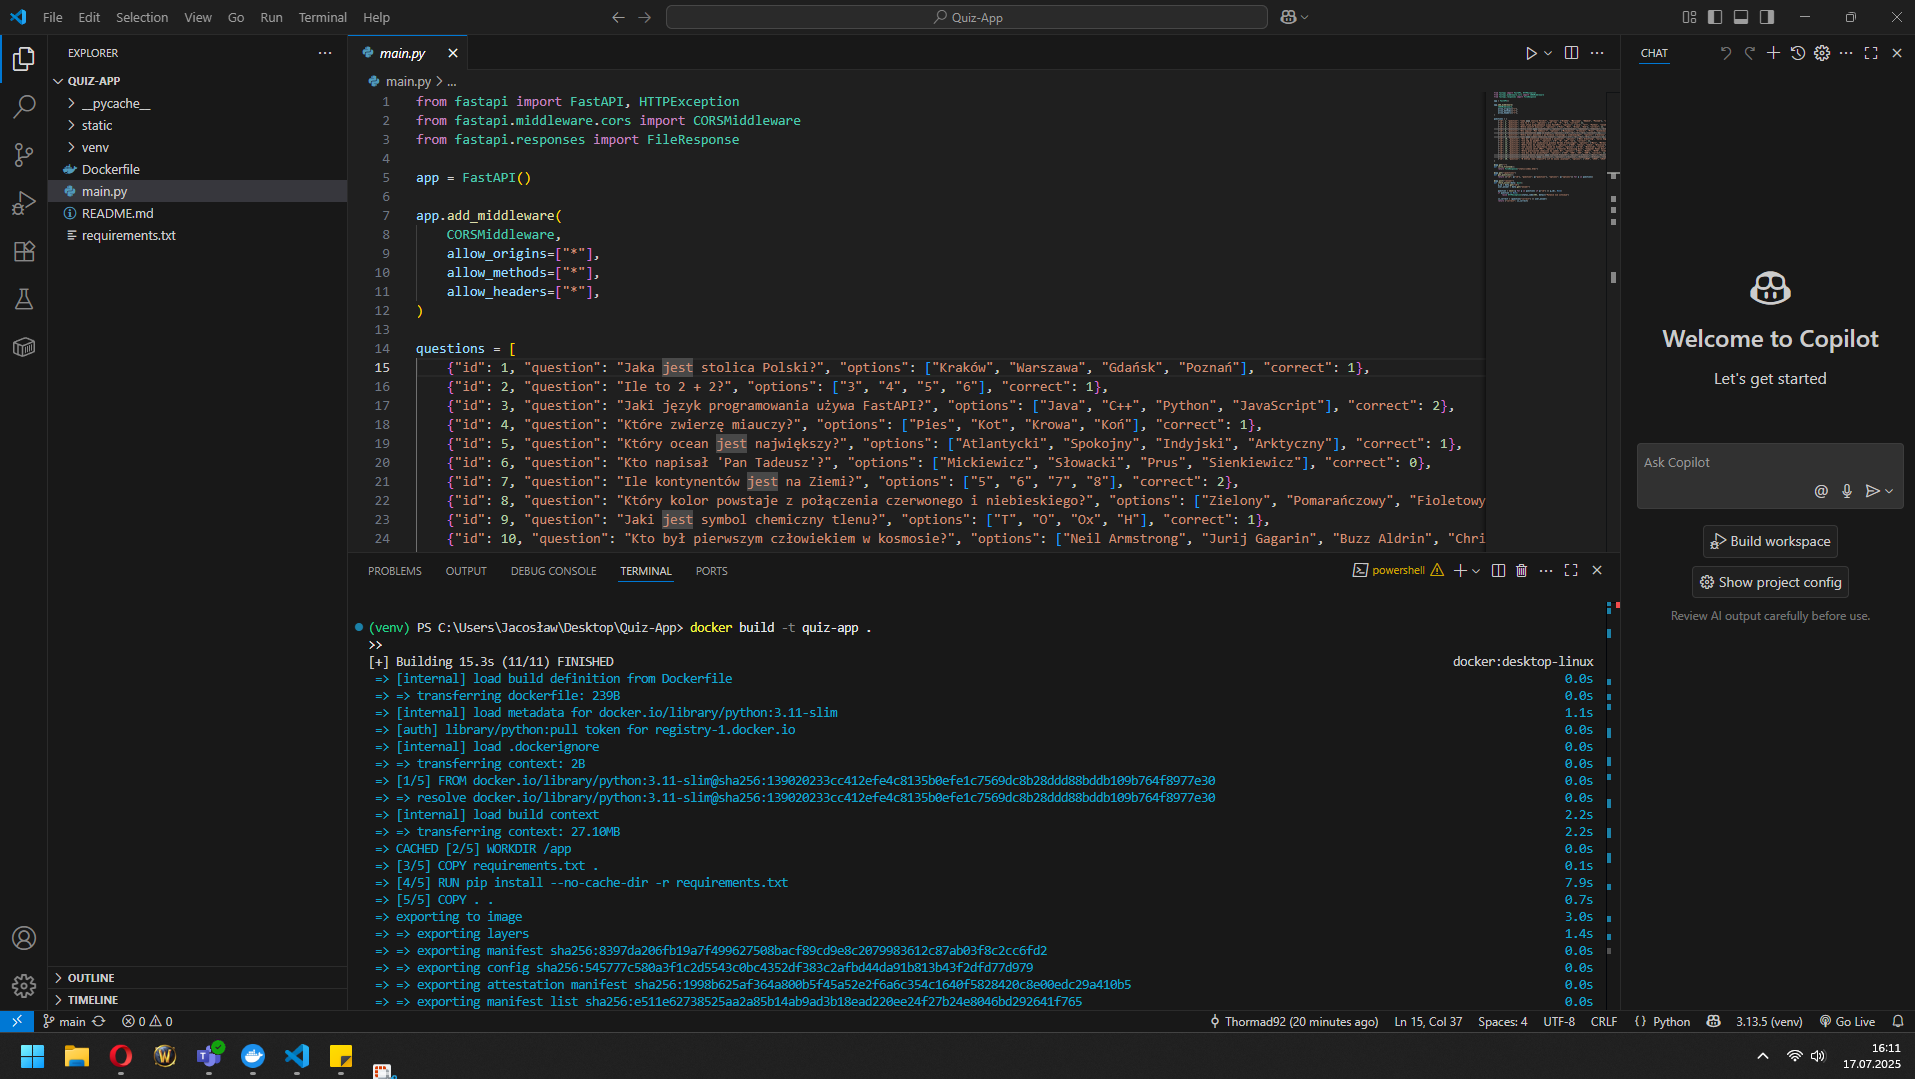 File Edit Selection View Go Run Terminal Help
Quiz-App
EXPLORER
QUIZ-APP
__pycache__
static
venv
Dockerfile
main.py
README.md
requirements.txt
OUTLINE
TIMELINE
main.py
main.py > ...
1 from fastapi import FastAPI, HTTPException
2 from fastapi.middleware.cors import CORSMiddleware
3 from fastapi.responses import FileResponse
4
5 app = FastAPI()
6
7 app.add_middleware(
8 CORSMiddleware,
9 allow_origins=["*"],
10 allow_methods=["*"],
11 allow_headers=["*"],
12 )
13
14 questions = [
15 {"id": 1, "question": "Jaka jest stolica Polski?", "options": ["Kraków", "Warszawa", "Gdańsk", "Poznań"], "correct": 1},
16 {"id": 2, "question": "Ile to 2 + 2?", "options": ["3", "4", "5", "6"], "correct": 1},
17 {"id": 3, "question": "Jaki język programowania używa FastAPI?", "options": ["Java", "C++", "Python", "JavaScript"], "correct": 2},
18 {"id": 4, "question": "Które zwierzę miauczy?", "options": ["Pies", "Kot", "Krowa", "Koń"], "correct": 1},
19 {"id": 5, "question": "Który ocean jest największy?", "options": ["Atlantycki", "Spokojny", "Indyjski", "Arktyczny"], "correct": 1},
20 {"id": 6, "question": "Kto napisał 'Pan Tadeusz'?", "options": ["Mickiewicz", "Słowacki", "Prus", "Sienkiewicz"], "correct": 0},
21 {"id": 7, "question": "Ile kontynentów jest na Ziemi?", "options": ["5", "6", "7", "8"], "correct": 2},
22 {"id": 8, "question": "Który kolor powstaje z połączenia czerwonego i niebieskiego?", "options": ["Zielony", "Pomarańczowy", "Fioletowy
23 {"id": 9, "question": "Jaki jest symbol chemiczny tlenu?", "options": ["T", "O", "Ox", "H"], "correct": 1},
24 {"id": 10, "question": "Kto był pierwszym człowiekiem w kosmosie?", "options": ["Neil Armstrong", "Jurij Gagarin", "Buzz Aldrin", "Chri
PROBLEMS OUTPUT DEBUG CONSOLE TERMINAL PORTS
powershell
(venv) PS C:\Users\Jacosław\Desktop\Quiz-App> docker build -t quiz-app .
>>
[+] Building 15.3s (11/11) FINISHED docker:desktop-linux
=> [internal] load build definition from Dockerfile 0.0s
=> => transferring dockerfile: 239B 0.0s
=> [internal] load metadata for docker.io/library/python:3.11-slim 1.1s
=> [auth] library/python:pull token for registry-1.docker.io 0.0s
=> [internal] load .dockerignore 0.0s
=> => transferring context: 2B 0.0s
=> [1/5] FROM docker.io/library/python:3.11-slim@sha256:139020233cc412efe4c8135b0efe1c7569dc8b28ddd88bddb109b764f8977e30 0.0s
=> => resolve docker.io/library/python:3.11-slim@sha256:139020233cc412efe4c8135b0efe1c7569dc8b28ddd88bddb109b764f8977e30 0.0s
=> [internal] load build context 2.2s
=> => transferring context: 27.10MB 2.2s
=> CACHED [2/5] WORKDIR /app 0.0s
=> [3/5] COPY requirements.txt . 0.1s
=> [4/5] RUN pip install --no-cache-dir -r requirements.txt 7.9s
=> [5/5] COPY . . 0.7s
=> exporting to image 3.0s
=> => exporting layers 1.4s
=> => exporting manifest sha256:8397da206fb19a7f499627508bacf89cd9e8c2079983612c87ab03f8c2cc6fd2 0.0s
=> => exporting config sha256:545777c580a3f1c2d5543c0bc4352df383c2afbd44da91b813b43f2dfd77d979 0.0s
=> => exporting attestation manifest sha256:1998b625af364a800b5f45a52e2f6a6c354c1640f5828420c8e00edc29a410b5 0.0s
=> => exporting manifest list sha256:e511e62738525aa2a85b14ab9ad3b18ead220ee24f27b24e8046bd292641f765 0.0s
CHAT
Welcome to Copilot
Let's get started
Ask Copilot
Build workspace
Show project config
Review AI output carefully before use.
main 0 0 Thormad92 (20 minutes ago) Ln 15, Col 37 Spaces: 4 UTF-8 CRLF {} Python 3.13.5 (venv) Go Live
16:11
17.07.2025